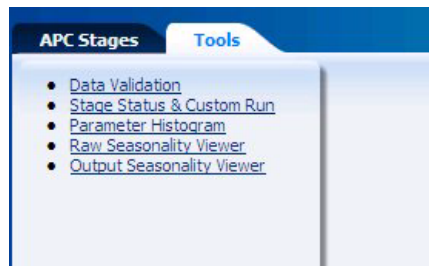 APC Stages Tools
Data Validation
Stage Status & Custom Run
Parameter Histogram
Raw Seasonality Viewer
Output Seasonality Viewer